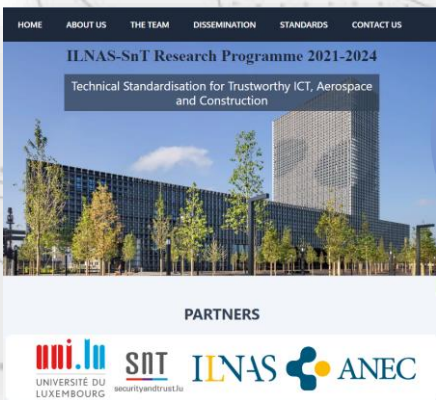 HOME ABOUT US THE TEAM DISSEMINATION STANDARDS CONTACT US
ILNAS-SnT Research Programme 2021-2024
Technical Standardisation for Trustworthy ICT, Aerospace
and Construction
PARTNERS
uni.lu
UNIVERSITÉ DU
LUXEMBOURG
SNT
securityandtrust.lu
ILNAS
ANEC